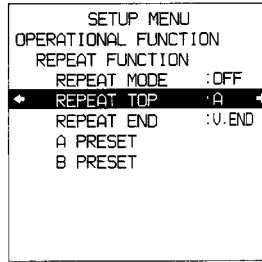 SETUP MENU
OPERATIONAL FUNCTION
REPEAT FUNCTION
REPEAT MODE :OFF
REPEAT TOP :A
REPEAT END :V.END
A PRESET
B PRESET